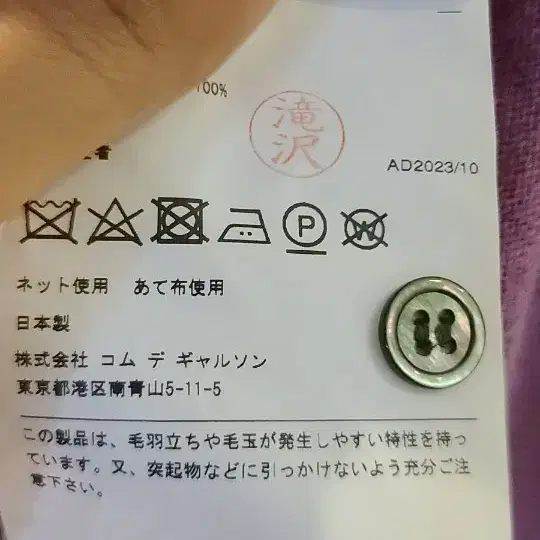 100%
滝沢
者
AD2023/10
P
W
ネット使用 あて布使用
日本製
株式会社 コム デ ギャルソン
東京都港区南青山5-11-5
この製品は、毛羽立ちや毛玉が発生しやすい特性を持っ
ています。又、突起物などに引っかけないよう充分ご注
意下さい。